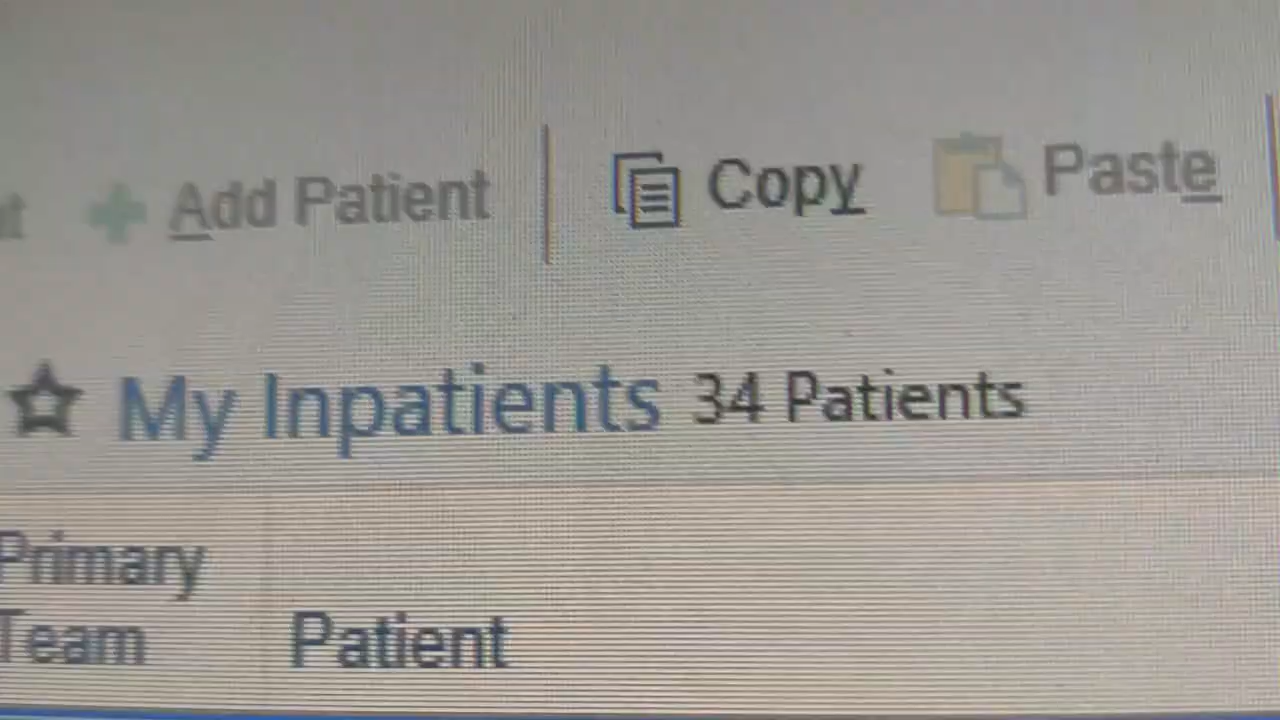 Add Patient Copy Paste
My Inpatients 34 Patients
Primary
Team Patient